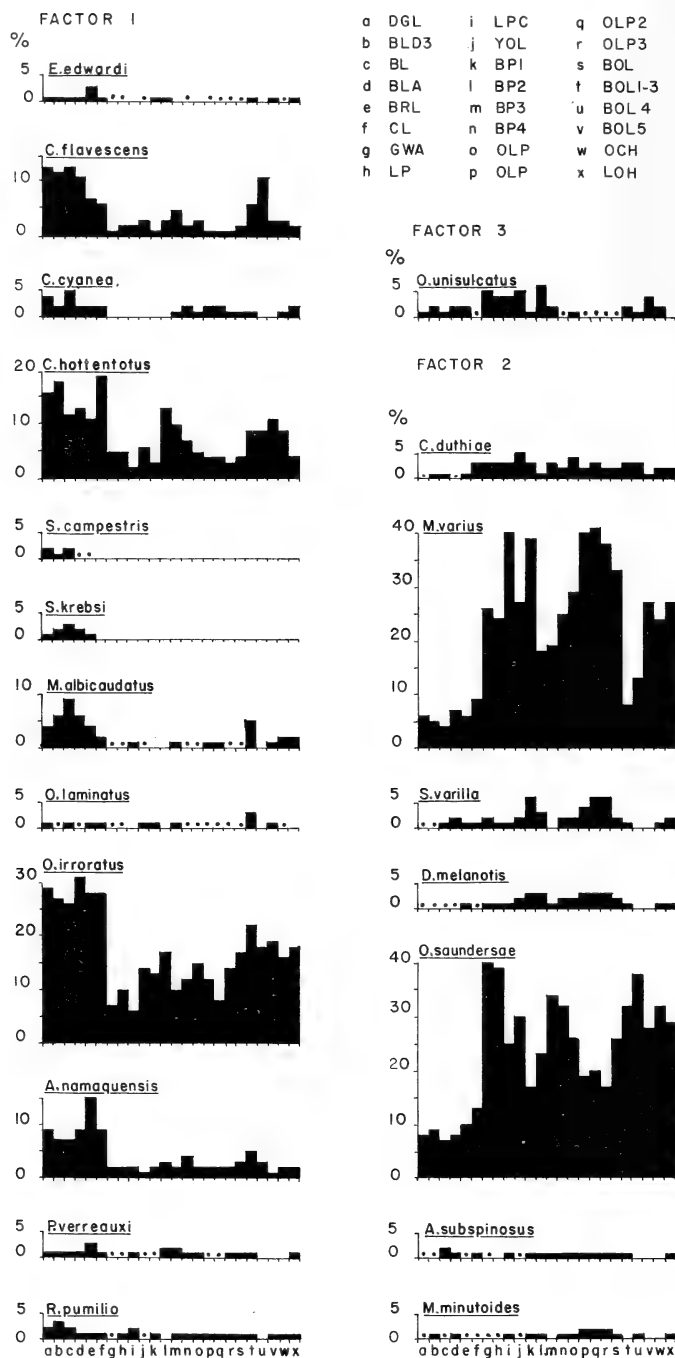 FACTOR 1
%
E.edwardi
5
0
C.flavescens
10
0
C.cyanea.
5
0
C.hottentotus
20
10
0
S.campestris
5
0
S.krebsi
5
0
M.albicaudatus
10
0
O.laminatus
5
0
O.irroratus
30
20
10
0
A.namaquensis
10
0
P.verreauxi
5
0
R.pumilio
5
0
abcdefghijklmnopqrstuvwx
a DGL i LPC q OLP2
b BLD3 j YOL r OLP3
c BL k BP1 s BOL
d BLA l BP2 t BOL1-3
e BRL m BP3 u BOL4
f CL n BP4 v BOL5
g GWA o OLP w OCH
h LP p OLP x LOH
FACTOR 3
%
O.unisulcatus
5
0
FACTOR 2
%
C.duthiae
5
0
M.varius
40
30
20
10
0
S.varilla
5
0
D.melanotis
5
0
O.saundersae
40
30
20
10
0
A.subspinosus
5
0
M.minutoides
5
0
abcdefghijklmnopqrstuvwx